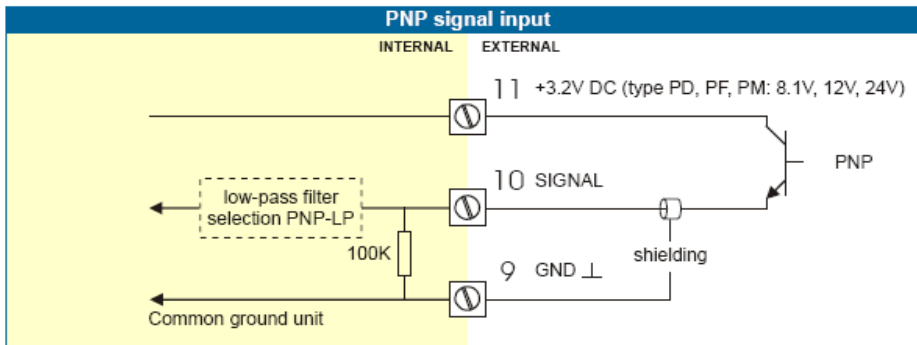 PNP signal input
INTERNAL EXTERNAL
11 +3.2V DC (type PD, PF, PM: 8.1V, 12V, 24V)
PNP
10 SIGNAL
low-pass filter
selection PNP-LP
100K
shielding
9 GND ⊥
Common ground unit